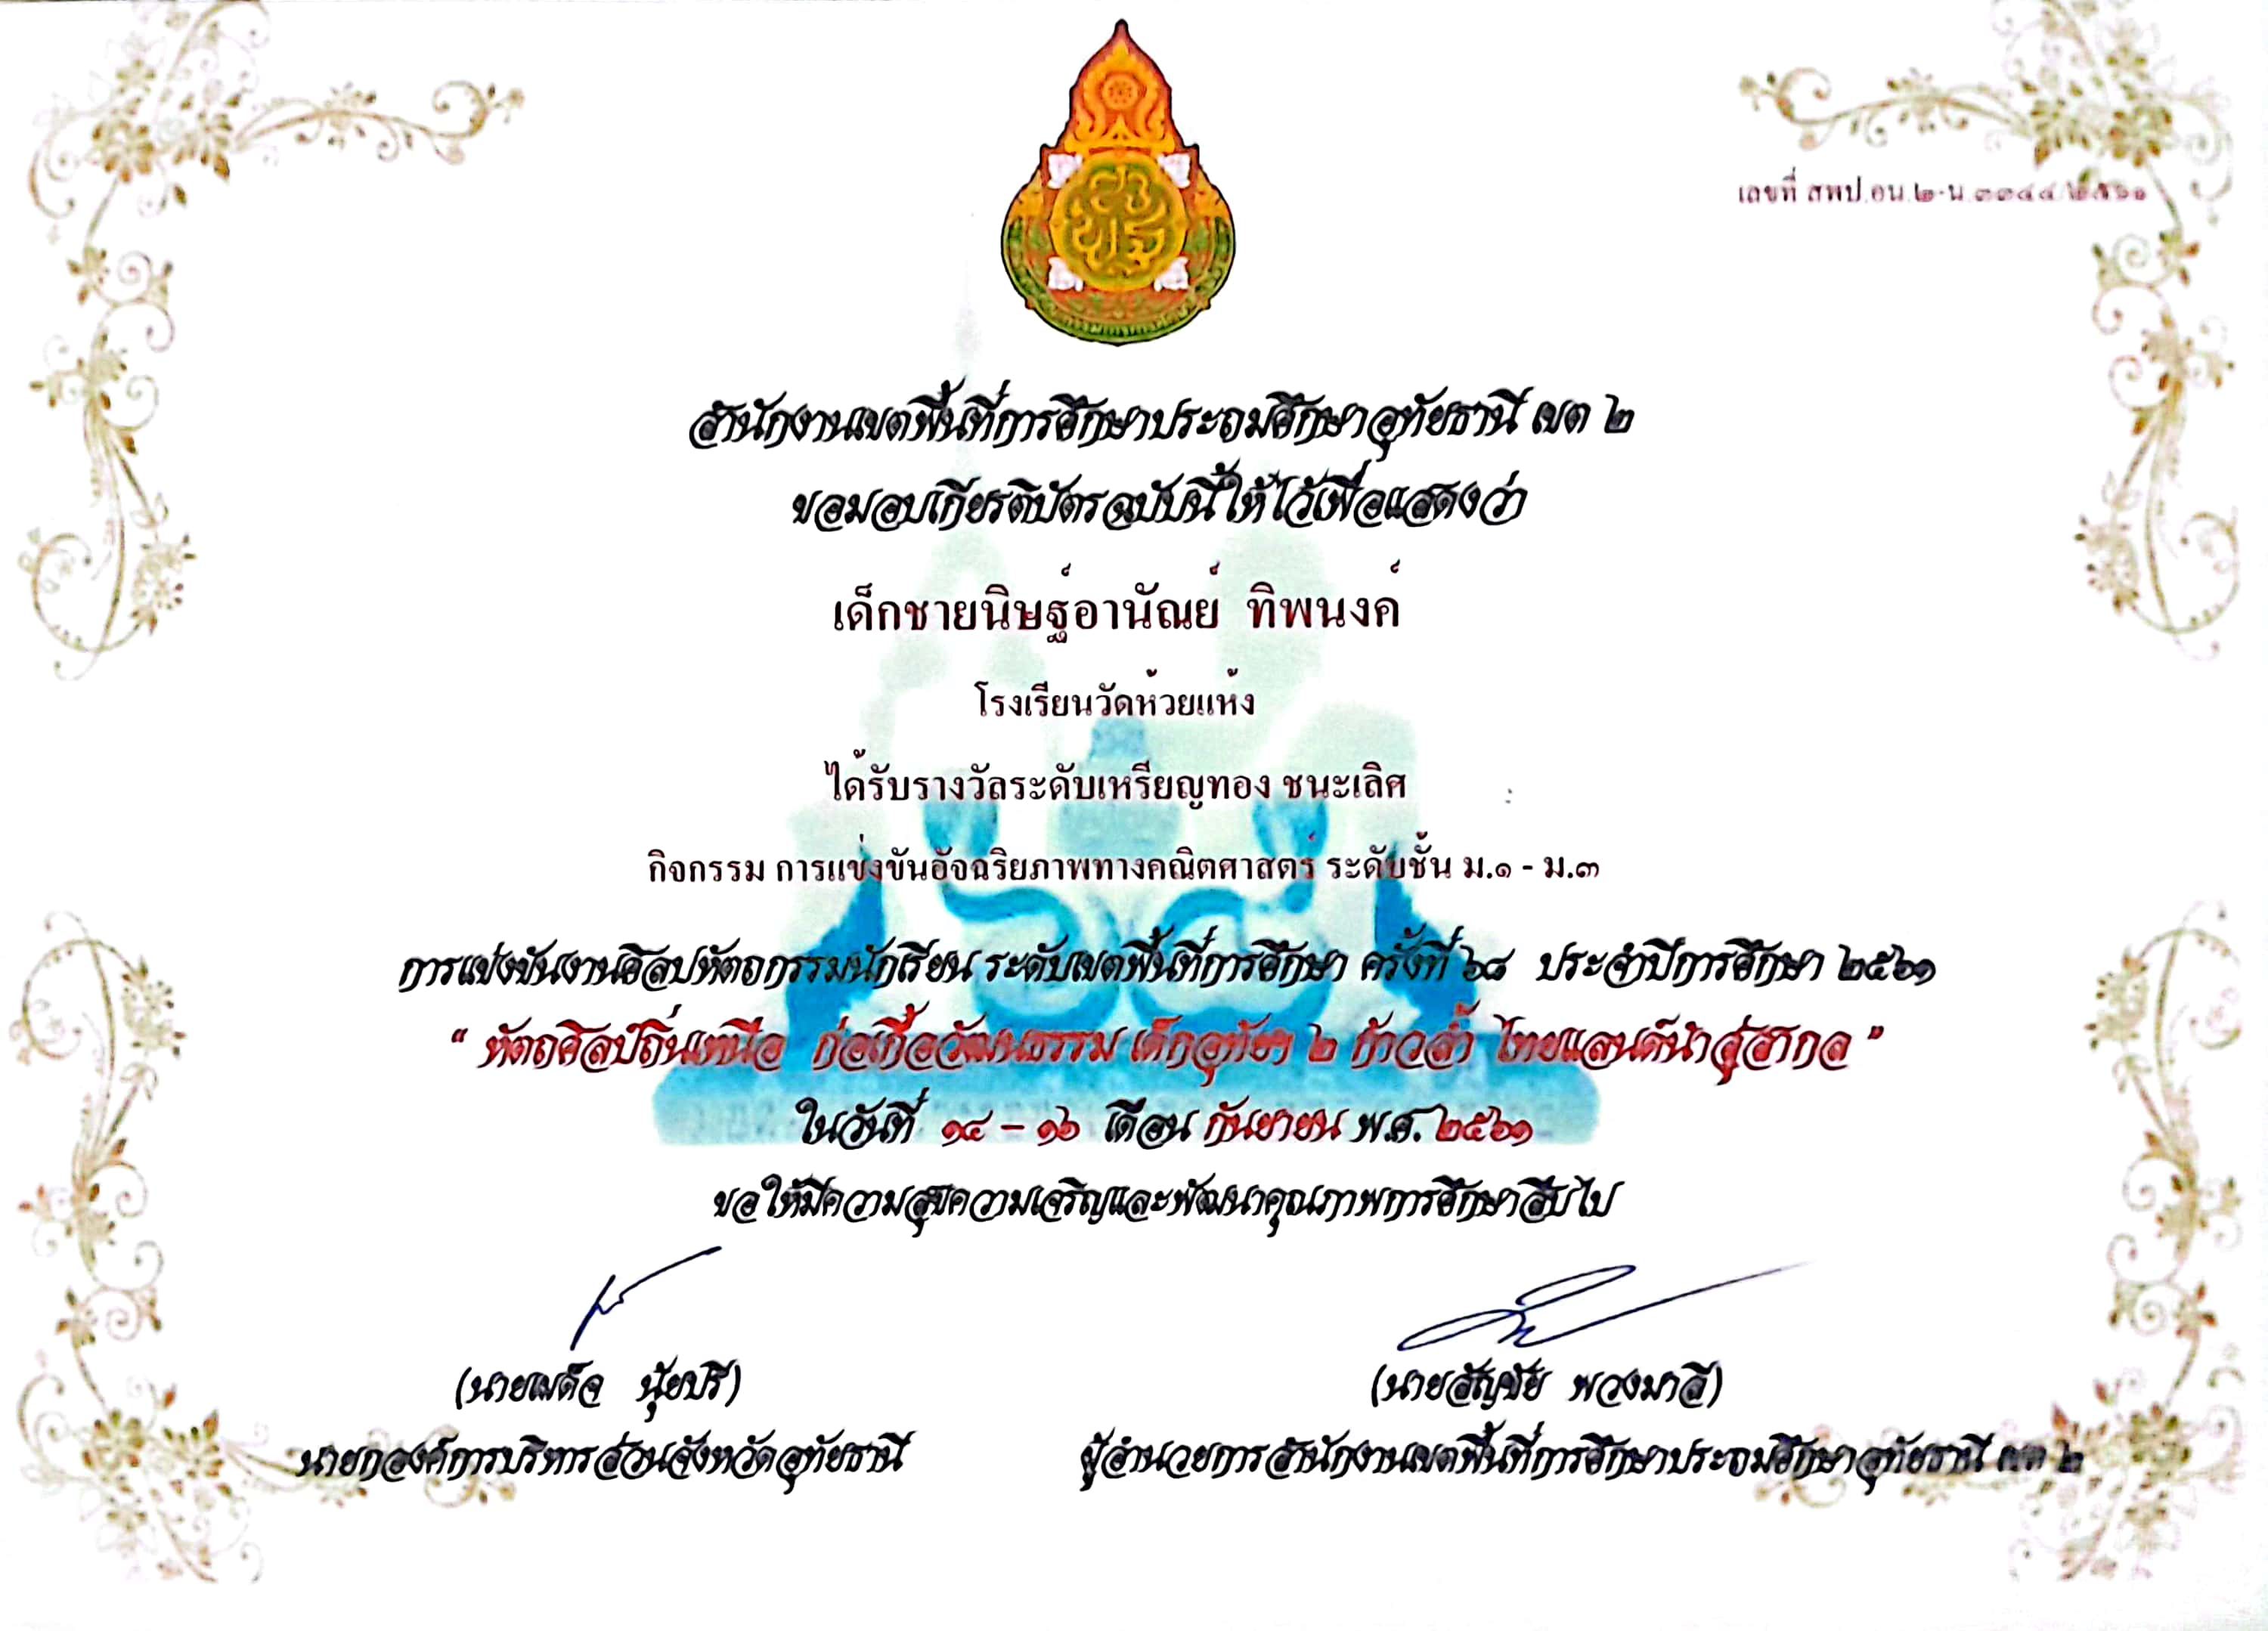 เลขที่ สพป.อน.๒-น.๓๓๔๔/๒๕๖๑
สำนักงานเขตพื้นที่การศึกษาประถมศึกษาอุทัยธานี เขต ๒
ขอมอบเกียรติบัตรฉบับนี้ให้ไว้เพื่อแสดงว่า
เด็กชายนิษฐ์อานัณย์ ทิพนงค์
โรงเรียนวัดห้วยแห้ง
ได้รับรางวัลระดับเหรียญทอง ชนะเลิศ
กิจกรรม การแข่งขันอัจฉริยภาพทางคณิตศาสตร์ ระดับชั้น ม.๑ - ม.๓
การแข่งขันงานศิลปหัตถกรรมนักเรียน ระดับเขตพื้นที่การศึกษา ครั้งที่ ๖๘ ประจำปีการศึกษา ๒๕๖๑
" หัตถศิลป์ถิ่นเหนือ ก่อเกื้อวัฒนธรรม เด็กอุทัยฯ ๒ ก้าวล้ำ ไทยแลนด์นำสู่สากล "
ในวันที่ ๑๔ - ๑๖ เดือน กันยายน พ.ศ. ๒๕๖๑
ขอให้มีความสุขความเจริญและพัฒนาคุณภาพการศึกษาสืบไป
(นายเผด็จ นุ้ยปรี) (นายสัญชัย พวงมาลี)
นายกองค์การบริหารส่วนจังหวัดอุทัยธานี ผู้อำนวยการสำนักงานเขตพื้นที่การศึกษาประถมศึกษาอุทัยธานี เขต ๒